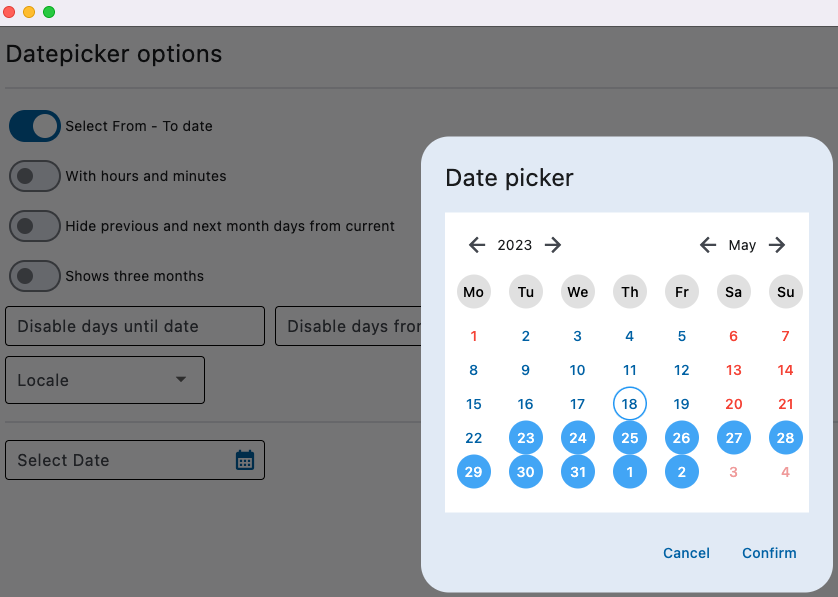 Datepicker options
Select From - To date
With hours and minutes
Hide previous and next month days from current
Shows three months
Disable days until date
Disable days from
Locale
Select Date
Date picker
2023 May
Mo Tu We Th Fr Sa Su
1 2 3 4 5 6 7
8 9 10 11 12 13 14
15 16 17 18 19 20 21
22 23 24 25 26 27 28
29 30 31 1 2 3 4
Cancel Confirm